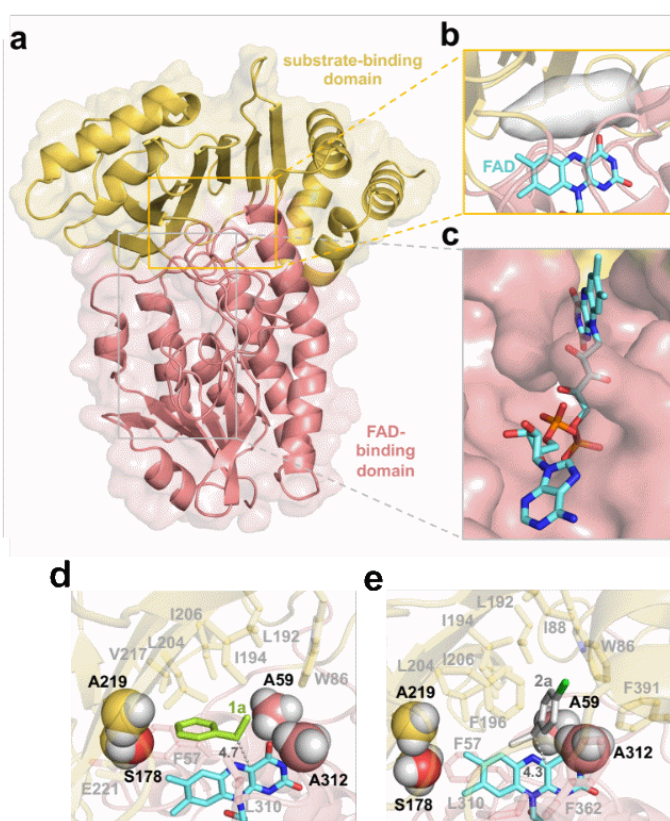 a
substrate-binding
domain
FAD-
binding
domain
b
FAD
c
d
I206
L204
V217
L192
I194
W86
A219
1a
A59
F57
4.7
S178
E221
L310
A312
e
L192
I194
I88
W86
L204
I206
2a
A219
A59
F391
F196
F57
A312
4.3
L310
S178
F362